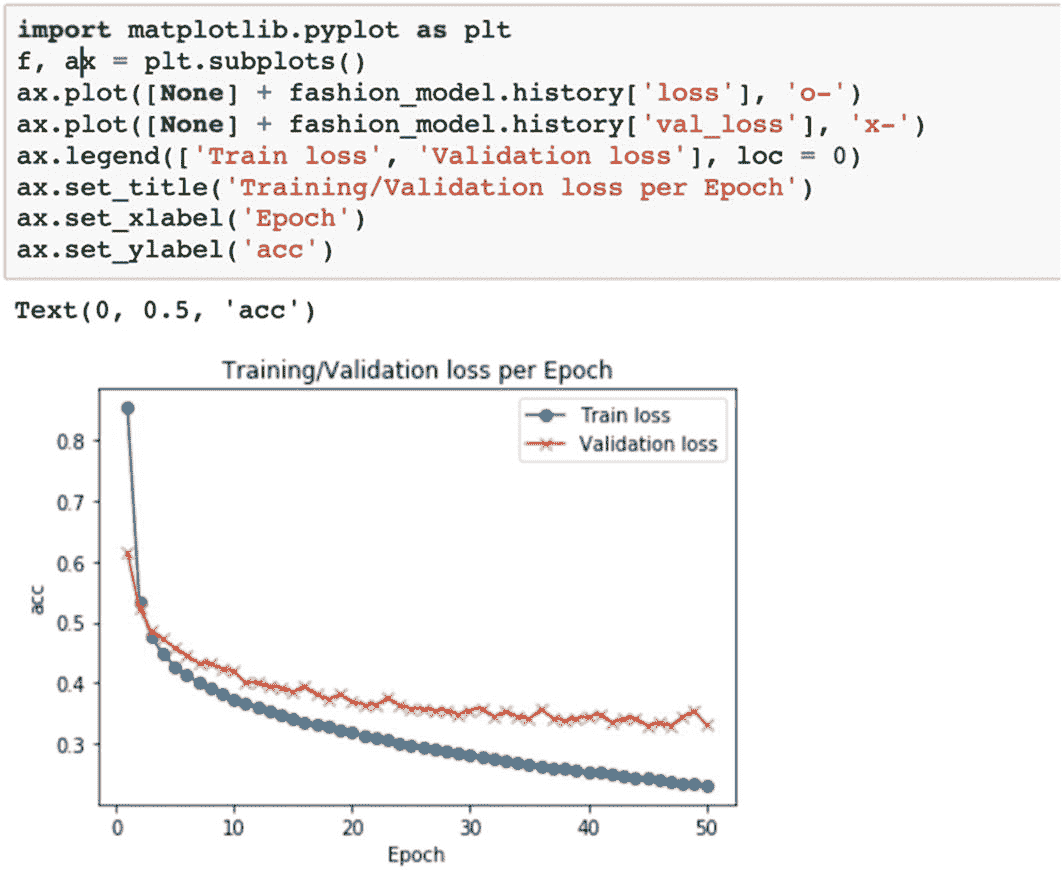 import matplotlib.pyplot as plt
f, ax = plt.subplots()
ax.plot([None] + fashion_model.history['loss'], 'o-')
ax.plot([None] + fashion_model.history['val_loss'], 'x-')
ax.legend(['Train loss', 'Validation loss'], loc = 0)
ax.set_title('Training/Validation loss per Epoch')
ax.set_xlabel('Epoch')
ax.set_ylabel('acc')
Text(0, 0.5, 'acc')
Training/Validation loss per Epoch
Train loss
Validation loss
0.8
0.7
0.6
0.5
0.4
0.3
acc
0 10 20 30 40 50
Epoch